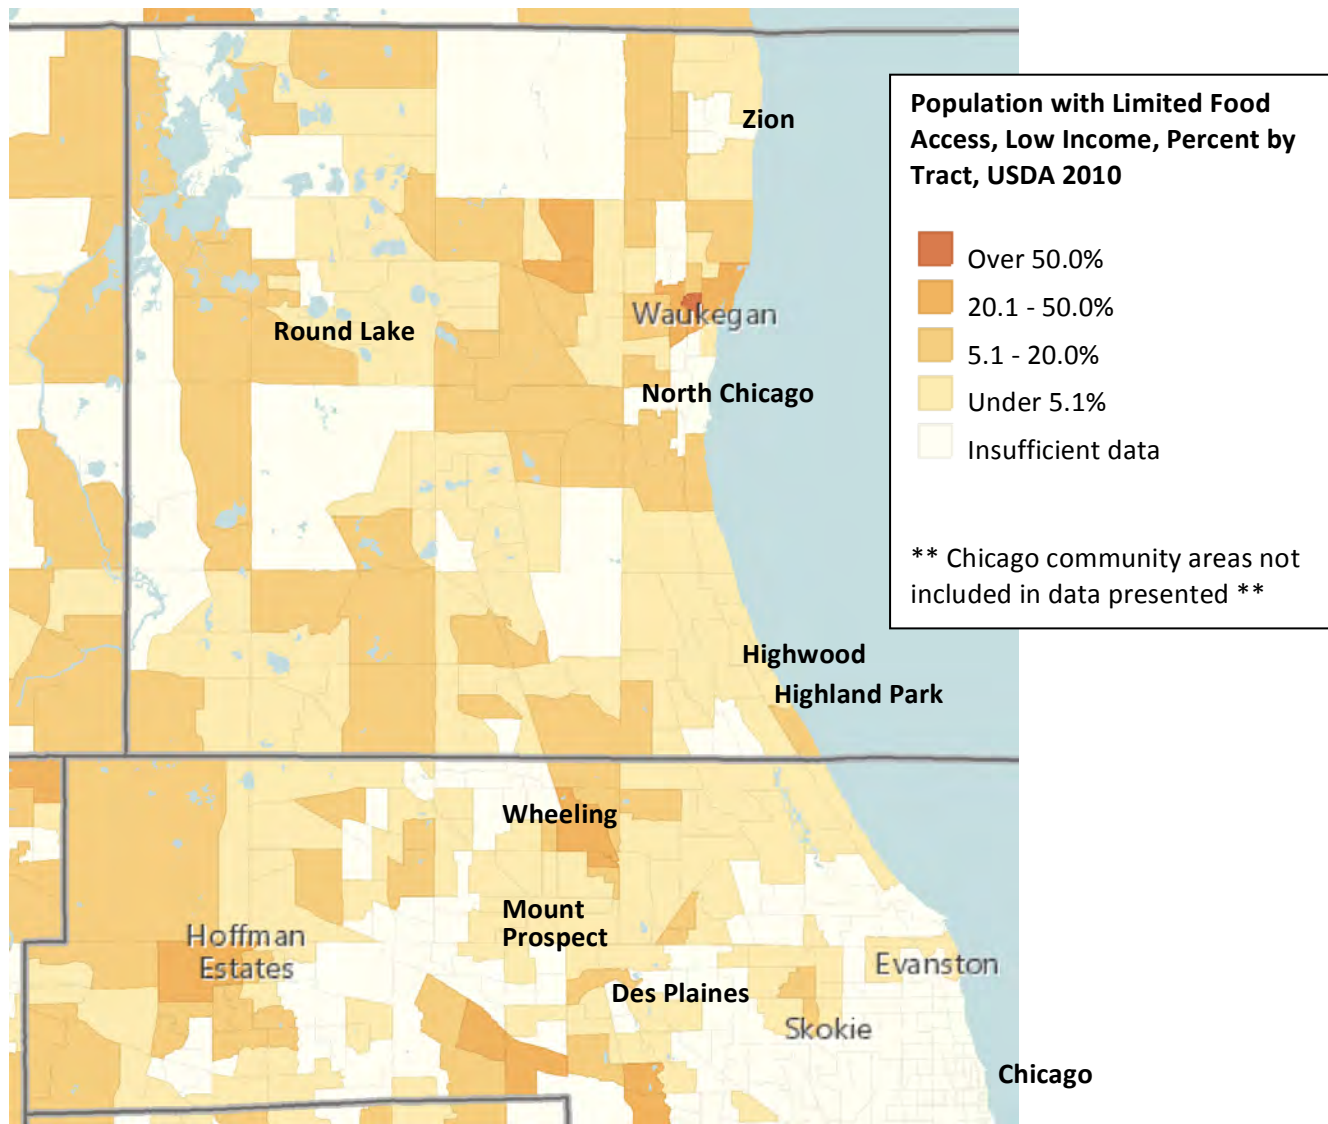 Zion
Population with Limited Food
Access, Low Income, Percent by
Tract, USDA 2010
Over 50.0%
20.1 - 50.0%
5.1 - 20.0%
Under 5.1%
Insufficient data
** Chicago community areas not
included in data presented **
Waukegan
Round Lake
North Chicago
Highwood
Highland Park
Wheeling
Mount
Prospect
Hoffman
Estates
Evanston
Des Plaines
Skokie
Chicago